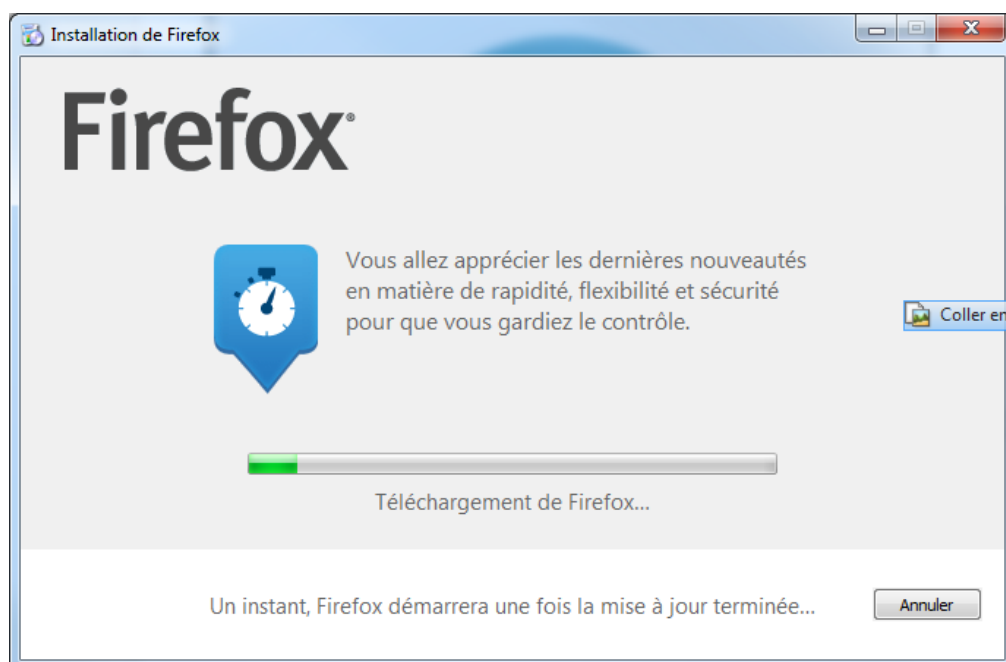 Installation de Firefox
Firefox®
Vous allez apprécier les dernières nouveautés
en matière de rapidité, flexibilité et sécurité
pour que vous gardiez le contrôle.
Coller en
Téléchargement de Firefox...
Un instant, Firefox démarrera une fois la mise à jour terminée...
Annuler